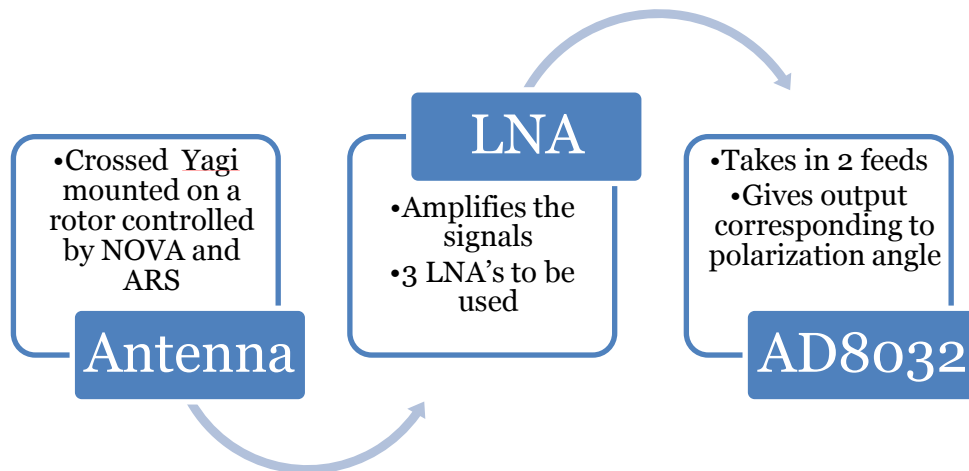 •Crossed Yagi
mounted on a
rotor controlled
by NOVA and
ARS
Antenna
LNA
•Amplifies the
signals
•3 LNA's to be
used
•Takes in 2 feeds
•Gives output
corresponding to
polarization angle
AD8032